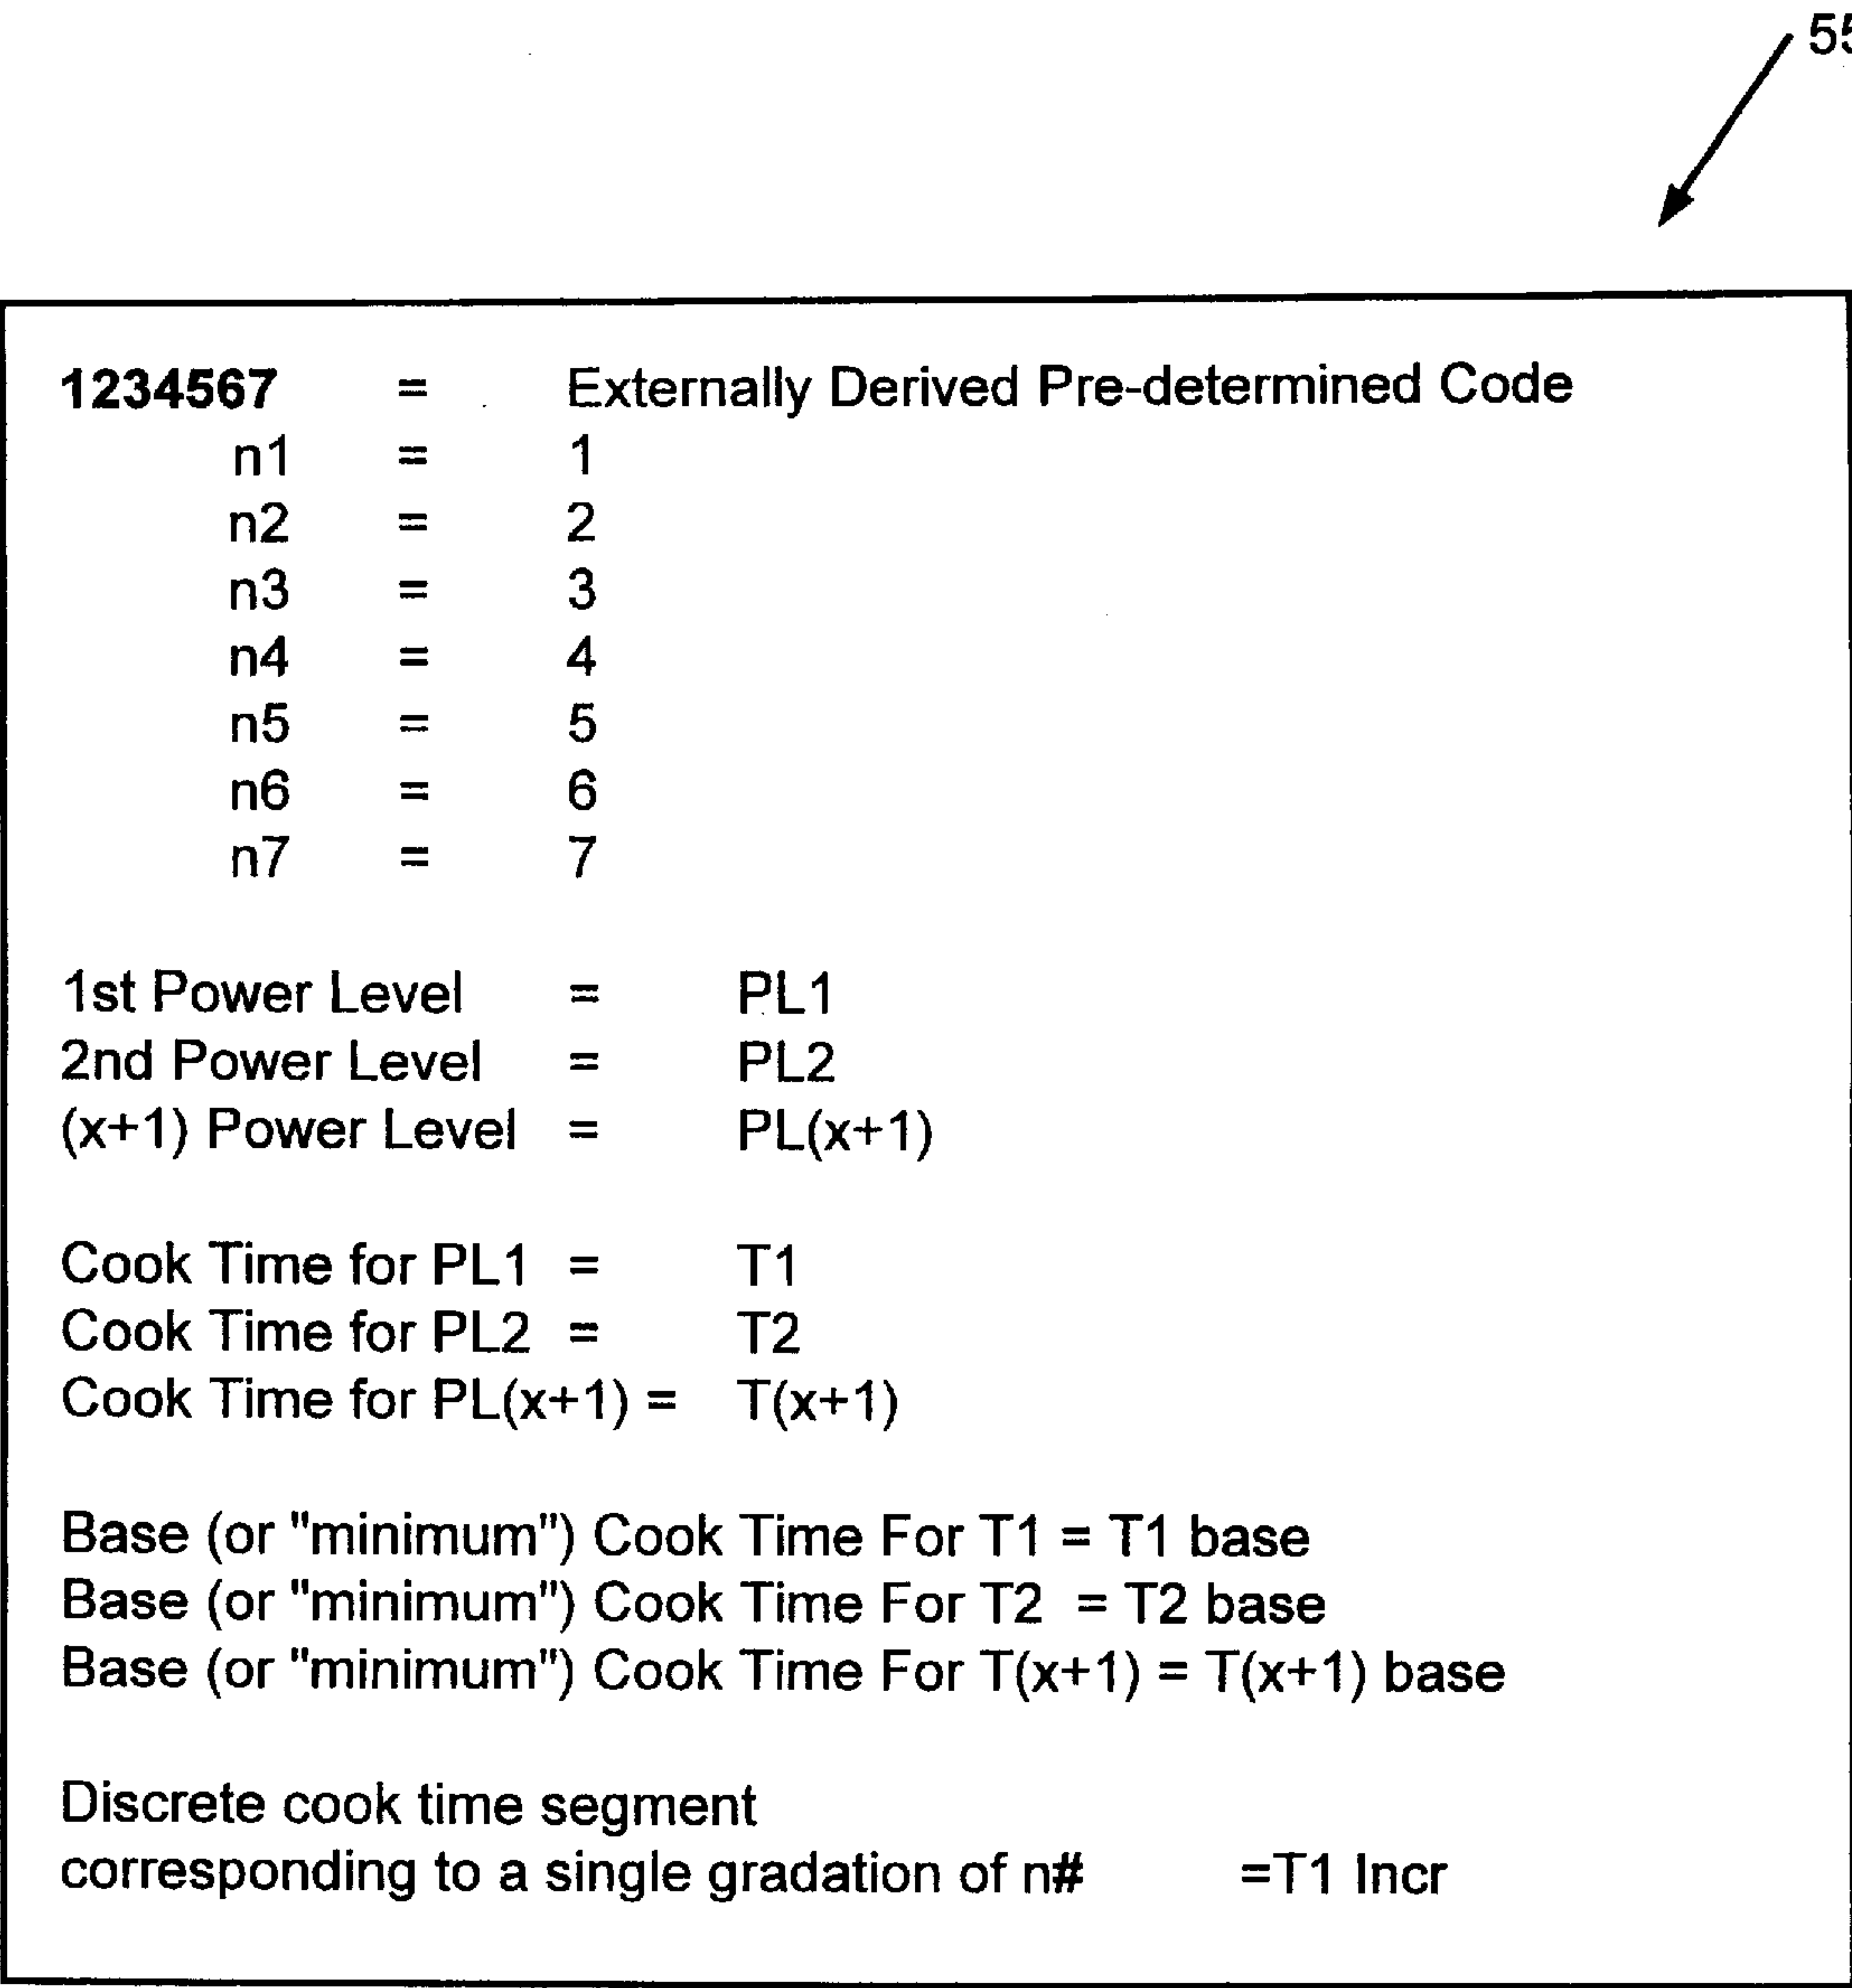 55
1234567 = Externally Derived Pre-determined Code
n1 = 1
n2 = 2
n3 = 3
n4 = 4
n5 = 5
n6 = 6
n7 = 7
1st Power Level = PL1
2nd Power Level = PL2
(x+1) Power Level = PL(x+1)
Cook Time for PL1 = T1
Cook Time for PL2 = T2
Cook Time for PL(x+1) = T(x+1)
Base (or "minimum") Cook Time For T1 = T1 base
Base (or "minimum") Cook Time For T2 = T2 base
Base (or "minimum") Cook Time For T(x+1) = T(x+1) base
Discrete cook time segment
corresponding to a single gradation of n# =T1 Incr